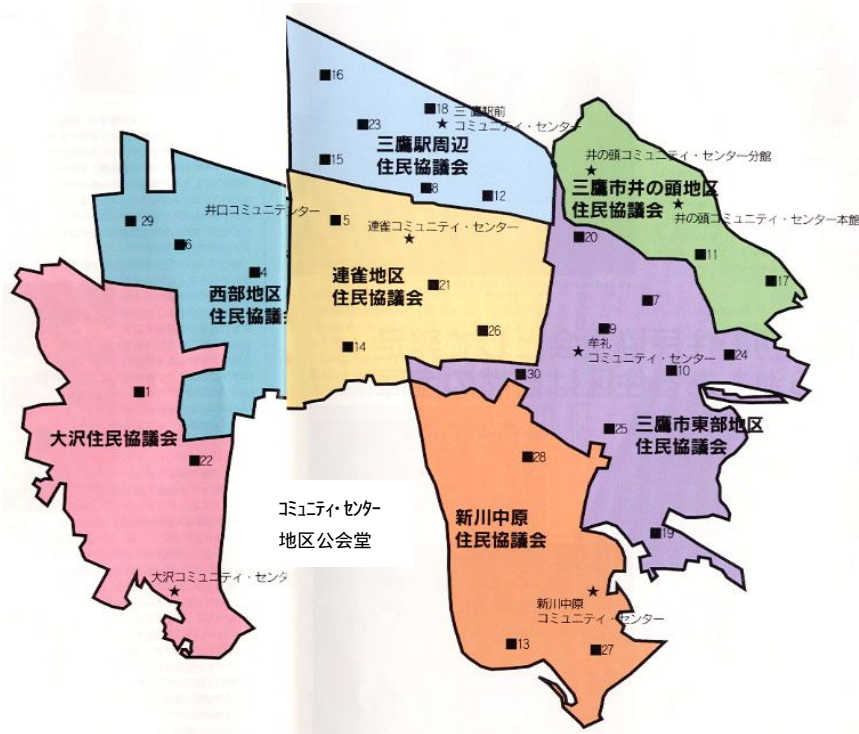 ■16
■18
三鷹駅前
コミュニティ・センター
■23
三鷹駅周辺
住民協議会
■15
■8
■12
井の頭コミュニティ・センター分館
三鷹市井の頭地区
住民協議会
井の頭コミュニティ・センター本館
■11
■17
■29
井口コミュニテ
ンター
■6
■4
西部地区
住民協議
■5
連雀コミュニティ・センター
連雀地区
住民協議会
■21
■26
■14
■20
■7
■9
牟礼
コミュニティ・センター
■24
■10
■30
■25
三鷹市東部地区
住民協議会
■19
■1
大沢住民協議会
■22
大沢コミュニティ・センタ
コミュニティ・センター
地区公会堂
■28
新川中原
住民協議会
新川中原
コミュニティ・センター
■13
■27